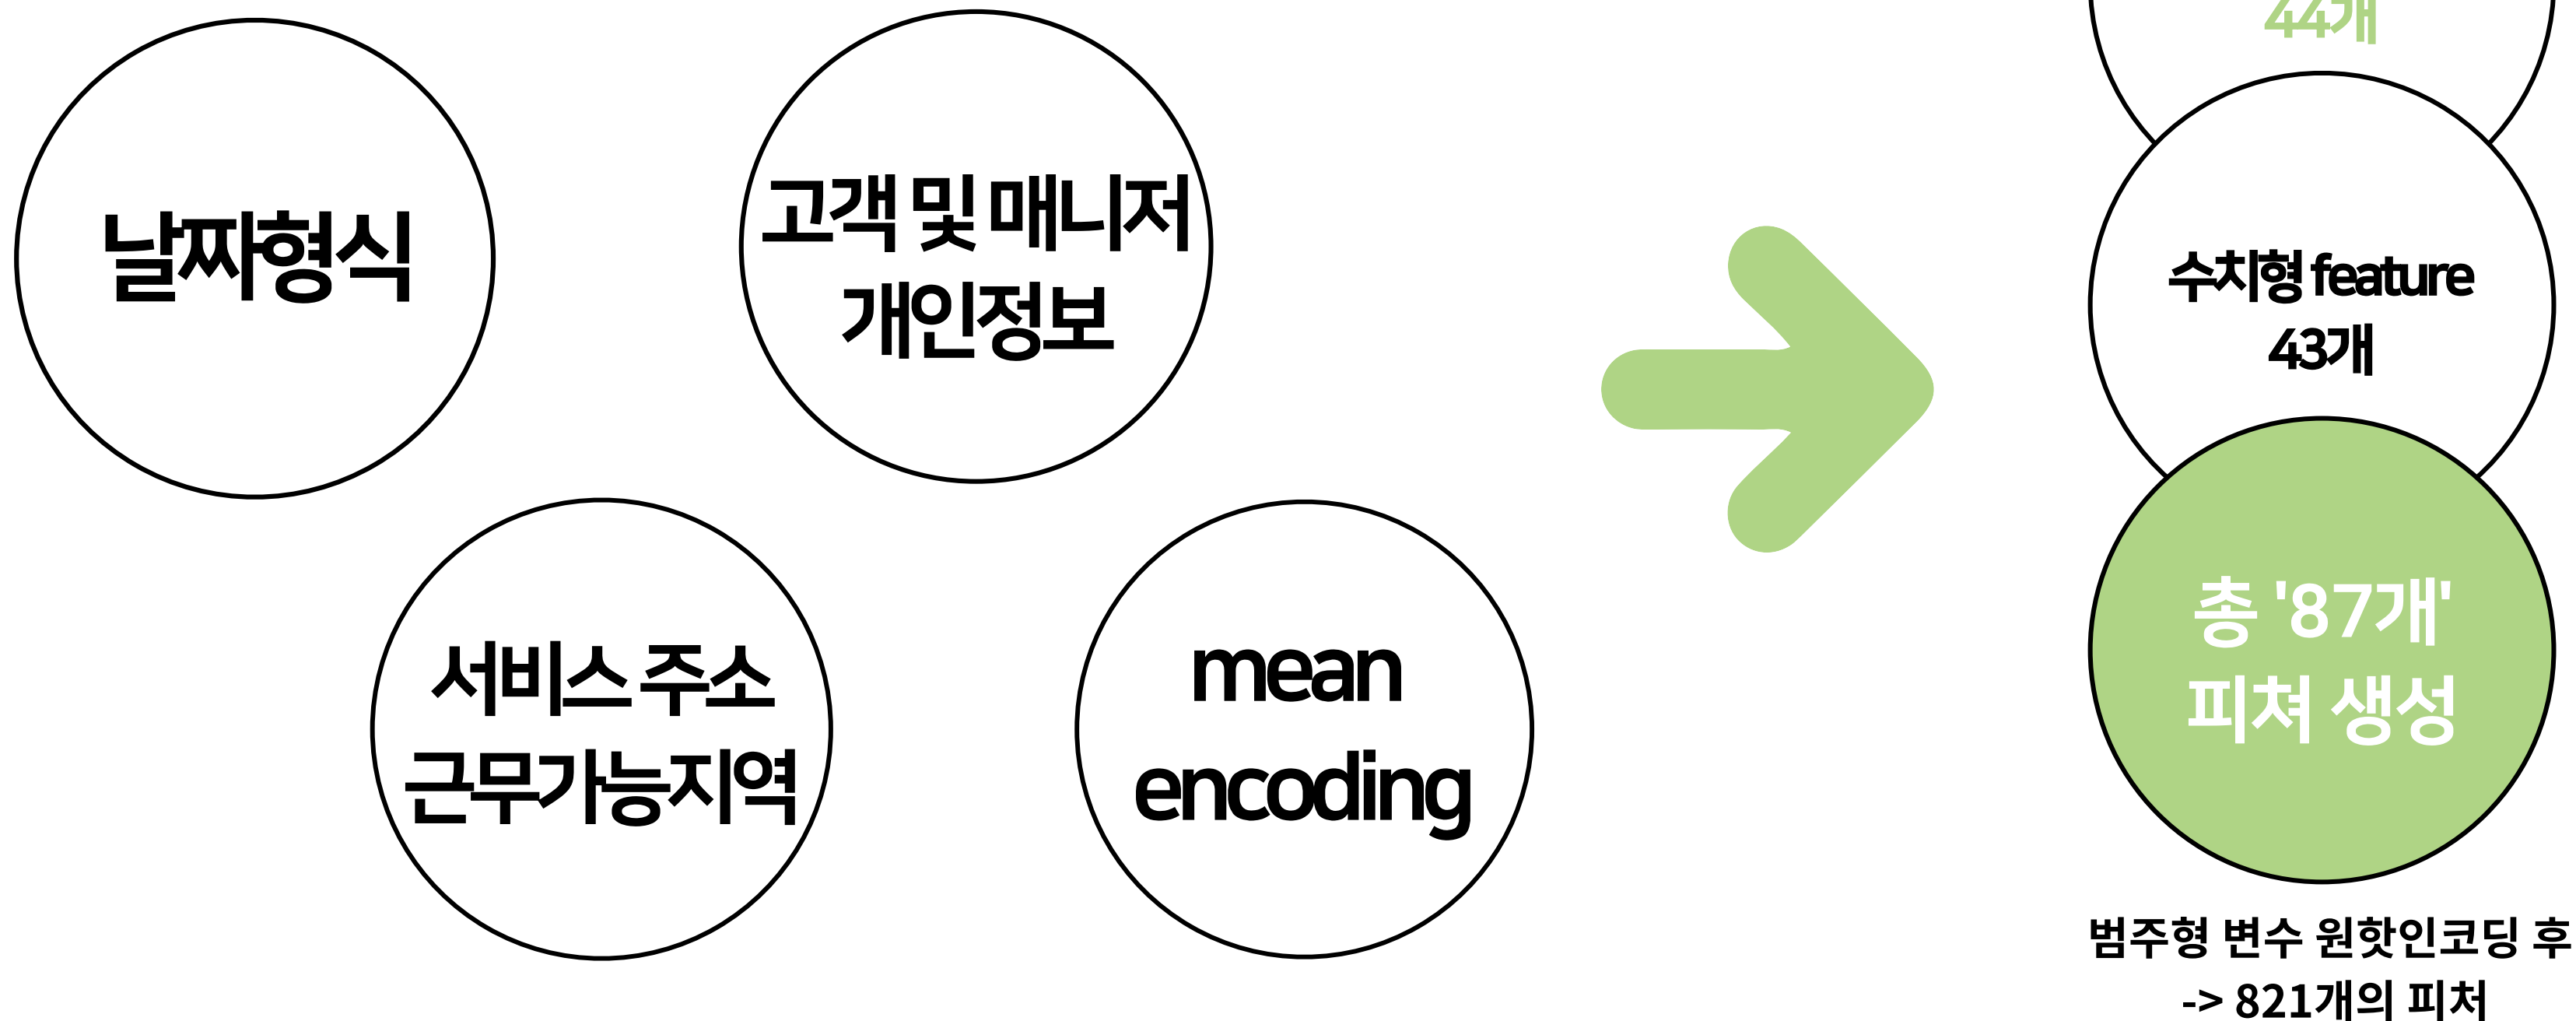 날짜형식
고객 및 매니저
개인정보
서비스 주소
근무가능지역
mean
encoding
44개
수치형 feature
43개
총 '87개'
피쳐 생성
범주형 변수 원핫인코딩 후
-> 821개의 피처